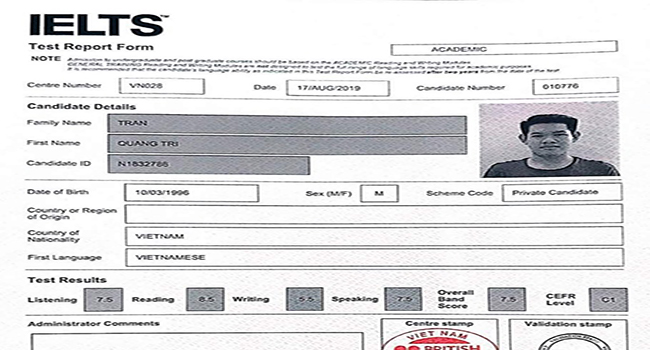 IELTS™
Test Report Form
ACADEMIC
NOTE Admission to undergraduate and post graduate courses should be based on the ACADEMIC Reading and Writing Modules.
GENERAL TRAINING Reading and Writing Modules are not designed to test the full range of language skills required for academic purposes.
It is recommended that the candidate's language ability as indicated in this Test Report Form be re-assessed after two years from the date of the test.
Centre Number VN028 Date 17/AUG/2019 Candidate Number 010776
Candidate Details
Family Name TRAN
First Name QUANG TRI
Candidate ID N1832786
Date of Birth 10/03/1996 Sex (M/F) M Scheme Code Private Candidate
Country or Region
of Origin
Country of
Nationality VIETNAM
First Language VIETNAMESE
Test Results
Listening 7.5 Reading 8.5 Writing 5.5 Speaking 7.5 Overall Band Score 7.5 CEFR Level C1
Administrator Comments Centre stamp Validation stamp
VIET NAM
BRITISH